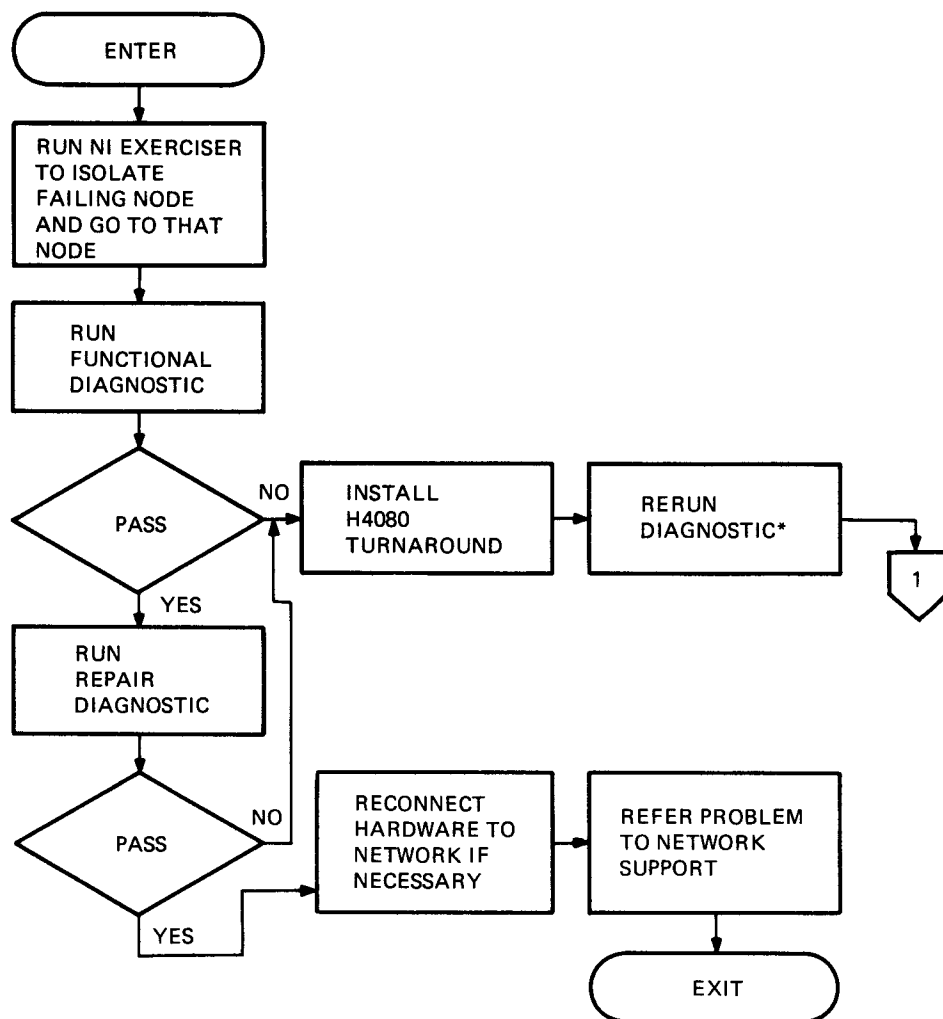 ENTER
RUN NI EXERCISER
TO ISOLATE
FAILING NODE
AND GO TO THAT
NODE
RUN
FUNCTIONAL
DIAGNOSTIC
PASS
NO
INSTALL
H4080
TURNAROUND
RERUN
DIAGNOSTIC*
1
YES
RUN
REPAIR
DIAGNOSTIC
PASS
NO
YES
RECONNECT
HARDWARE TO
NETWORK IF
NECESSARY
REFER PROBLEM
TO NETWORK
SUPPORT
EXIT